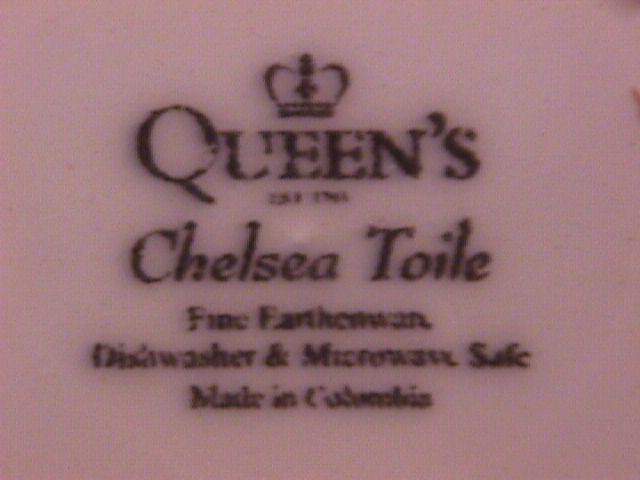 QUEEN'S
Chelsea Toile
Fine Earthenware
Dishwasher & Microwave Safe
Made in Colombia